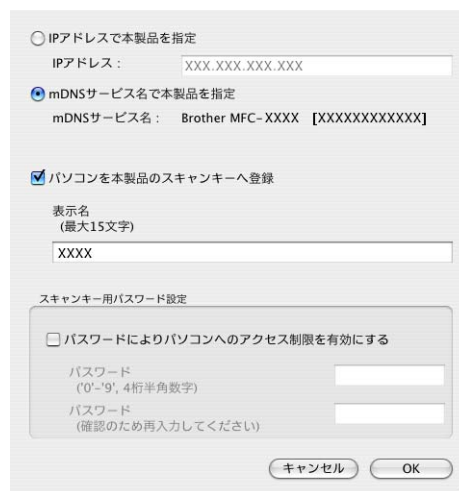 IPアドレスで本製品を指定
IPアドレス： XXX.XXX.XXX.XXX
mDNSサービス名で本製品を指定
mDNSサービス名： Brother MFC-XXXX [XXXXXXXXXXXX]
パソコンを本製品のスキャンキーへ登録
表示名
(最大15文字)
XXXX
スキャンキー用パスワード設定
パスワードによりパソコンへのアクセス制限を有効にする
パスワード
('0'-'9', 4桁半角数字)
パスワード
(確認のため再入力してください)
キャンセル OK